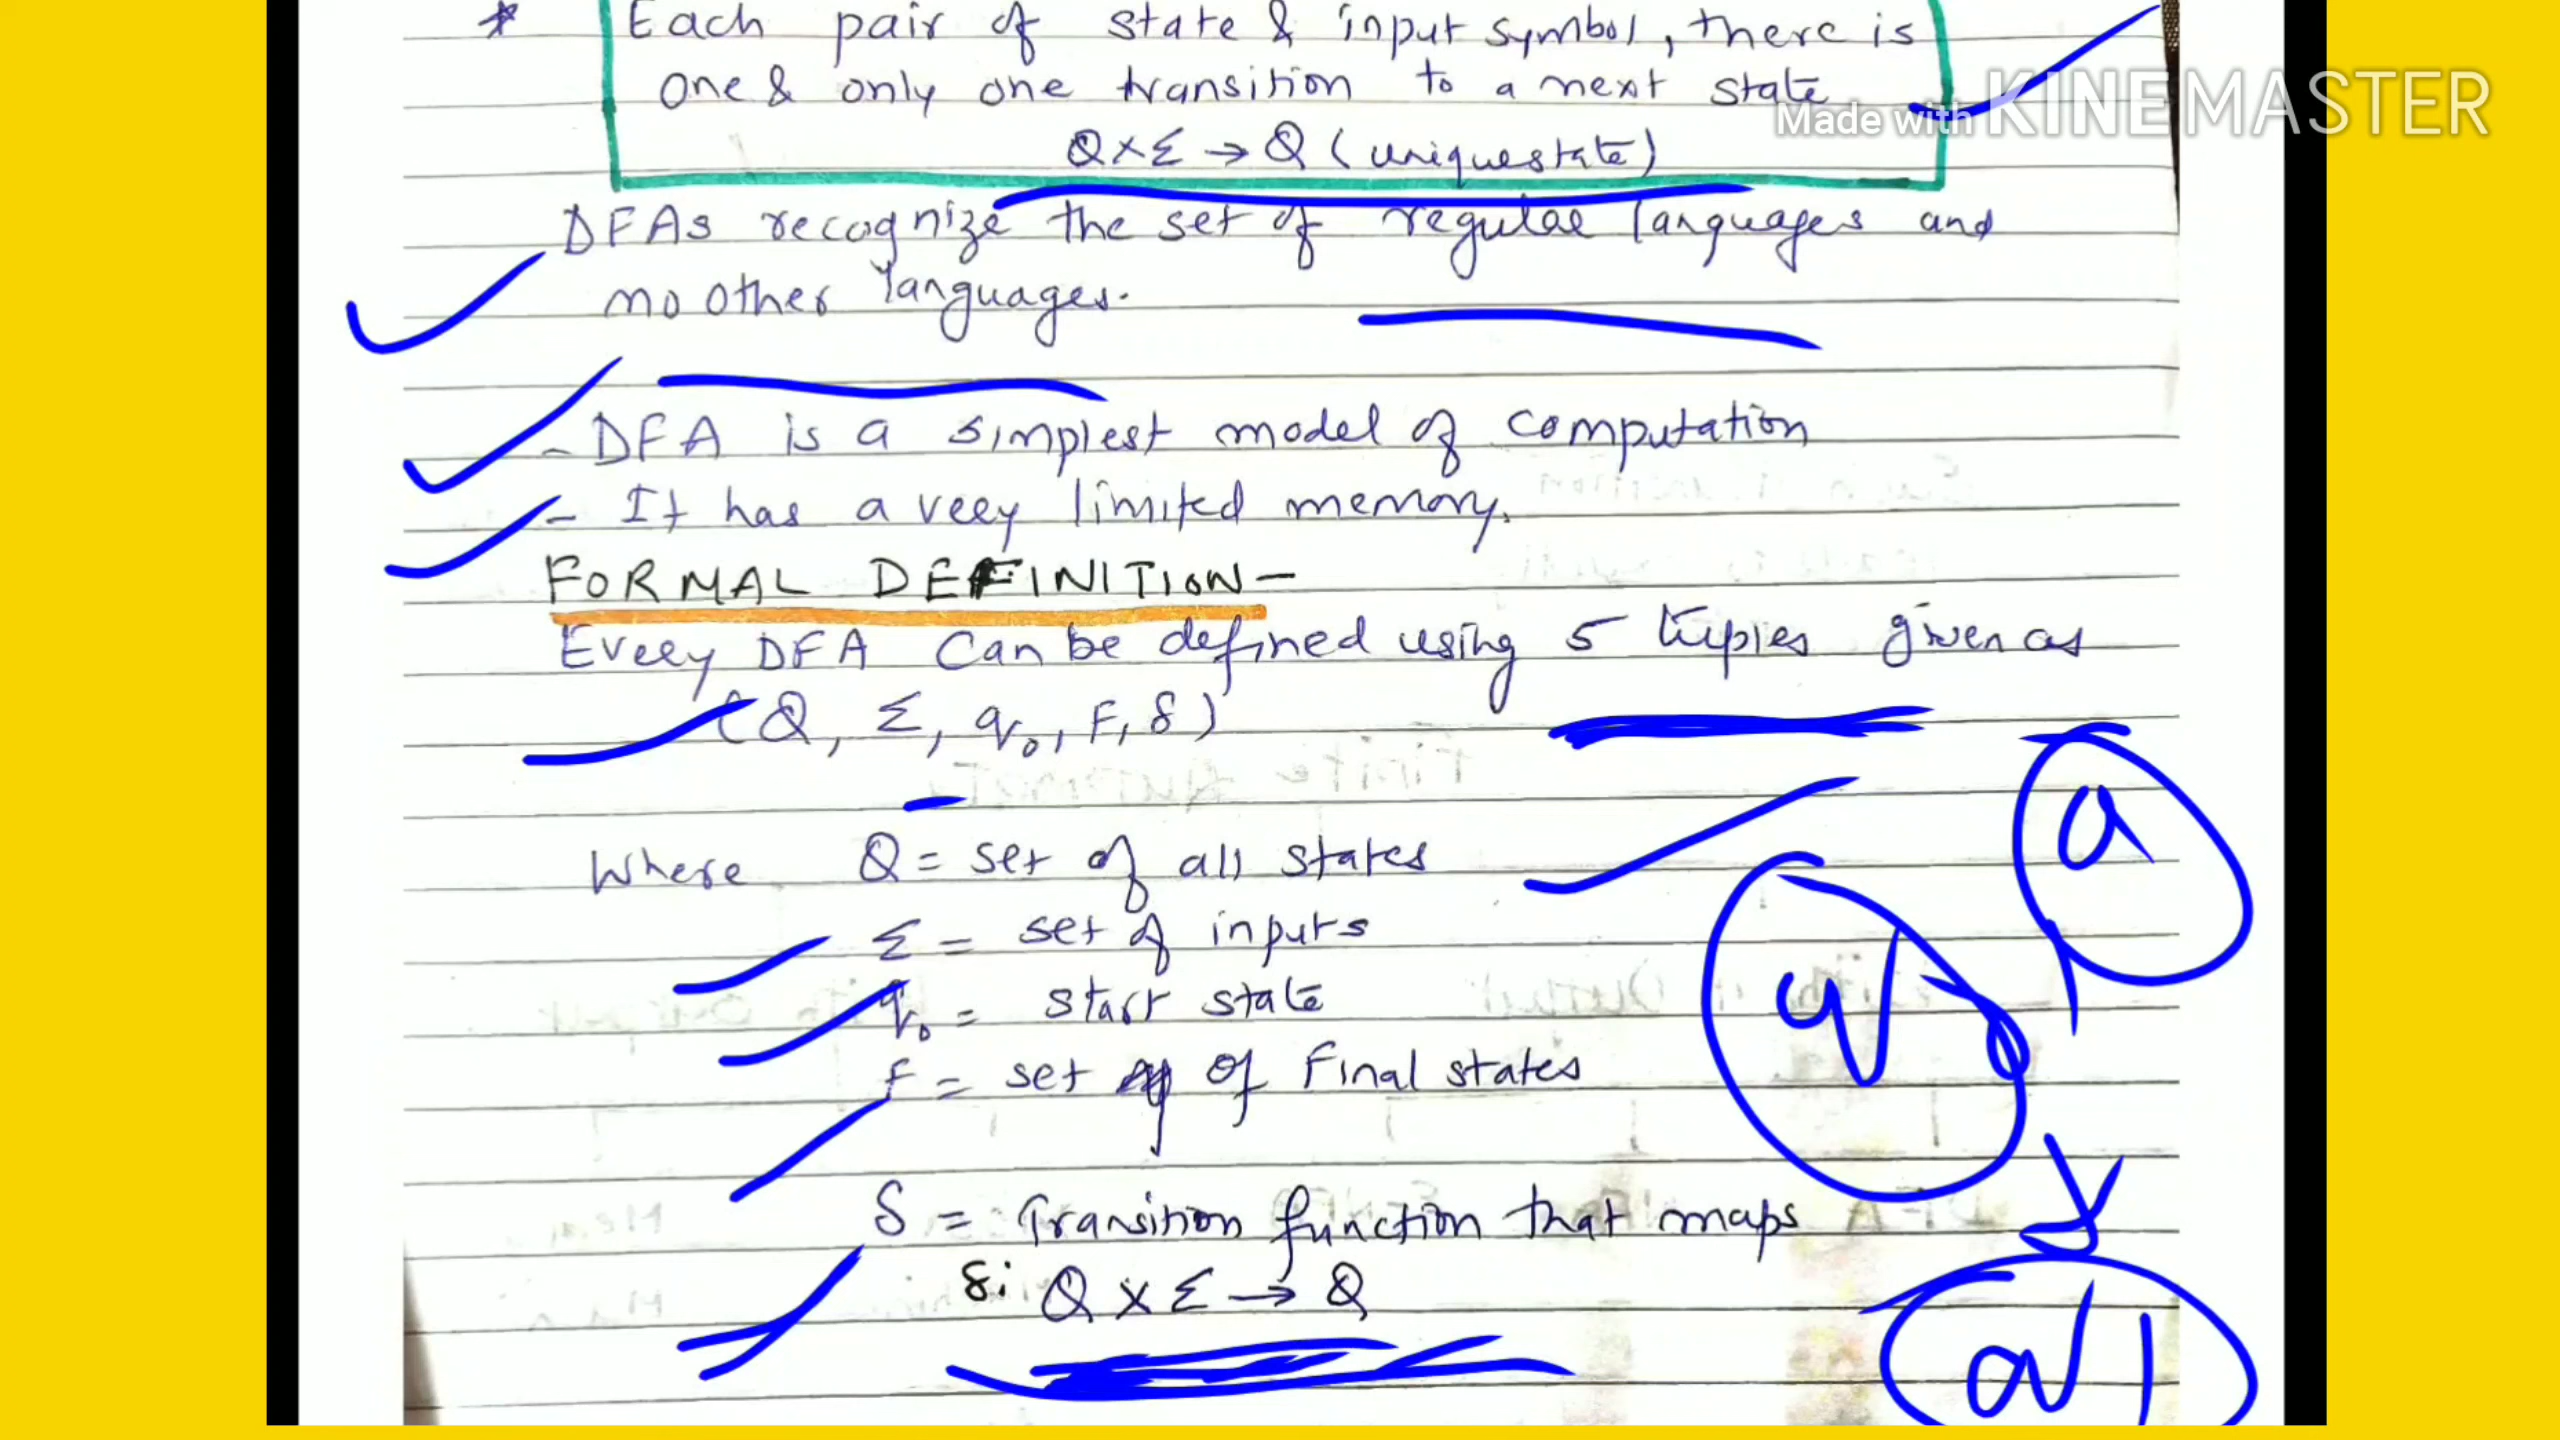 * Each pair of state & input symbol, there is
one & only one transition to a next state
Made with KINEMASTER
Q×Σ → Q (unique state)
DFAs recognize the set of regular languages and
no other languages.
- DFA is a simplest model of computation
- It has a very limited memory.
FORMAL DEFINITION -
Every DFA Can be defined using 5 tuples given as
(Q, Σ, q₀, F, δ)
a
Where Q = set of all states
Σ = set of inputs
q₀
q₀ = start state
F = set of Final states
δ = Transition function that maps
δ: Q × Σ → Q
q1